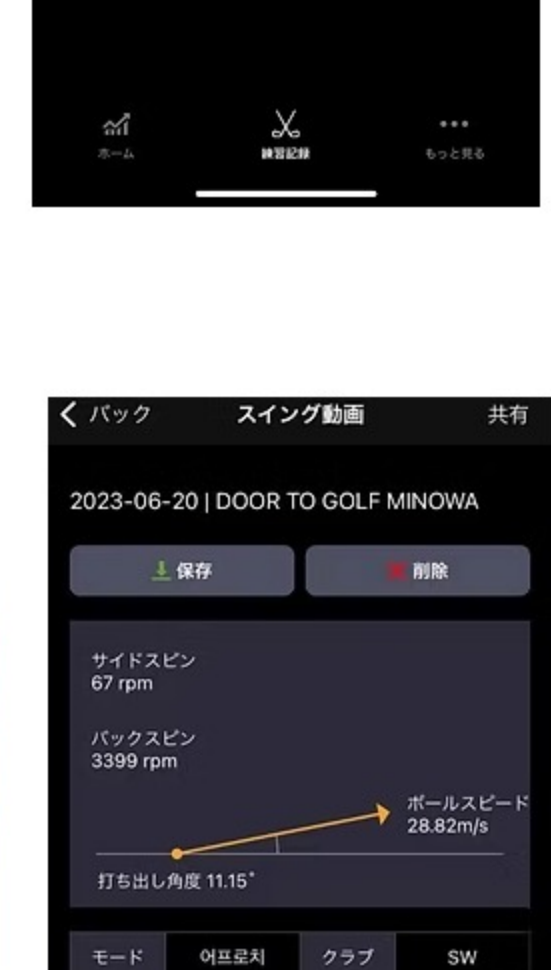 ホーム 練習記録 もっと見る
バック スイング動画 共有
2023-06-20 | DOOR TO GOLF MINOWA
保存 削除
サイドスピン
67 rpm
バックスピン
3399 rpm
ボールスピード
28.82m/s
打ち出し角度 11.15°
モード 어프로치 クラブ SW